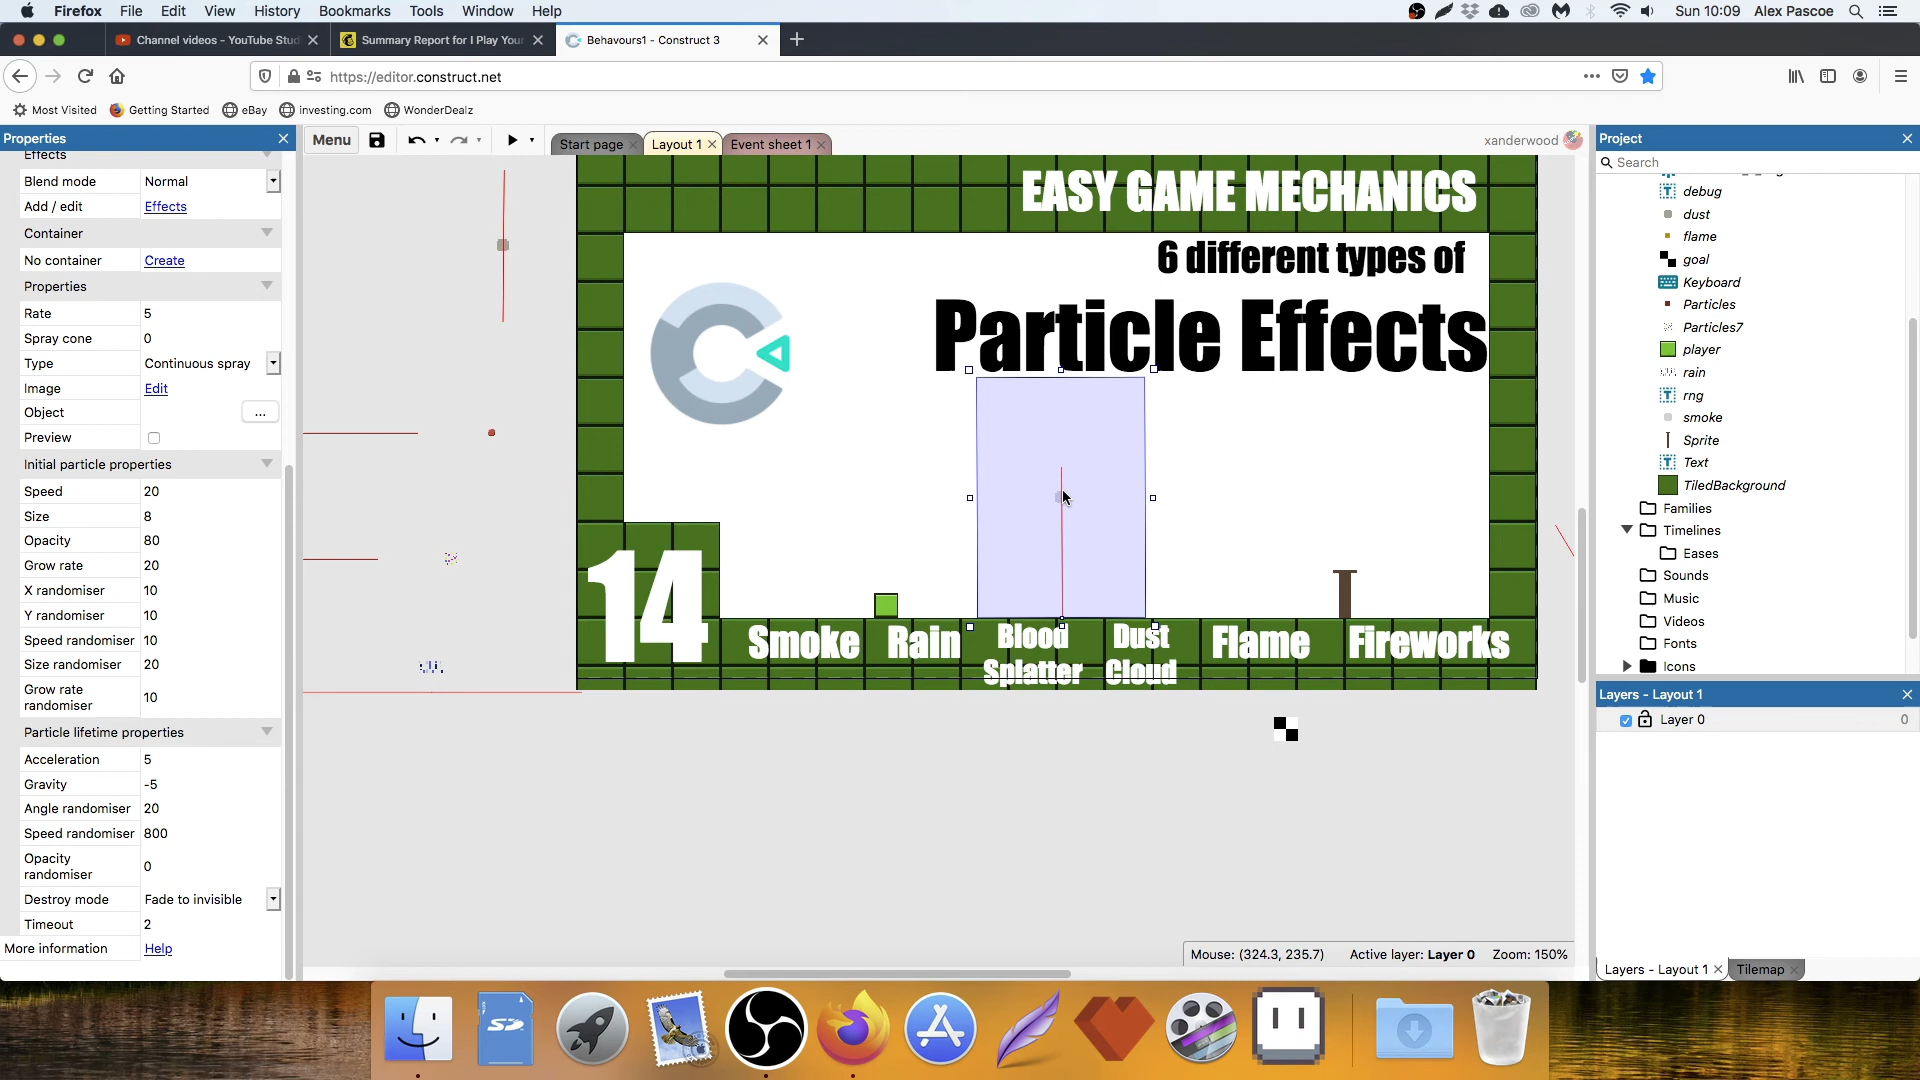 Firefox File Edit View History Bookmarks Tools Window Help
Sun 10:09 Alex Pascoe
Channel videos - YouTube Stud
Summary Report for I Play Your
Behavours1 - Construct 3
https://editor.construct.net
Most Visited Getting Started eBay investing.com WonderDealz
Properties
Menu
Start page
Layout 1
Event sheet 1
xanderwood
Project
Search
Effects
Blend mode Normal
Add / edit Effects
Container
No container Create
Properties
Rate 5
Spray cone 0
Type Continuous spray
Image Edit
Object ...
Preview
Initial particle properties
Speed 20
Size 8
Opacity 80
Grow rate 20
X randomiser 10
Y randomiser 10
Speed randomiser 10
Size randomiser 20
Grow rate
randomiser 10
Particle lifetime properties
Acceleration 5
Gravity -5
Angle randomiser 20
Speed randomiser 800
Opacity
randomiser 0
Destroy mode Fade to invisible
Timeout 2
More information Help
EASY GAME MECHANICS
6 different types of
Particle Effects
14
Smoke Rain Blood
Splatter Dust
Cloud Flame Fireworks
Mouse: (324.3, 235.7) Active layer: Layer 0 Zoom: 150%
debug
dust
flame
goal
Keyboard
Particles
Particles7
player
rain
rng
smoke
Sprite
Text
TiledBackground
Families
Timelines
Eases
Sounds
Music
Videos
Fonts
Icons
Layers - Layout 1
Layer 0 0
Layers - Layout 1
Tilemap
SD